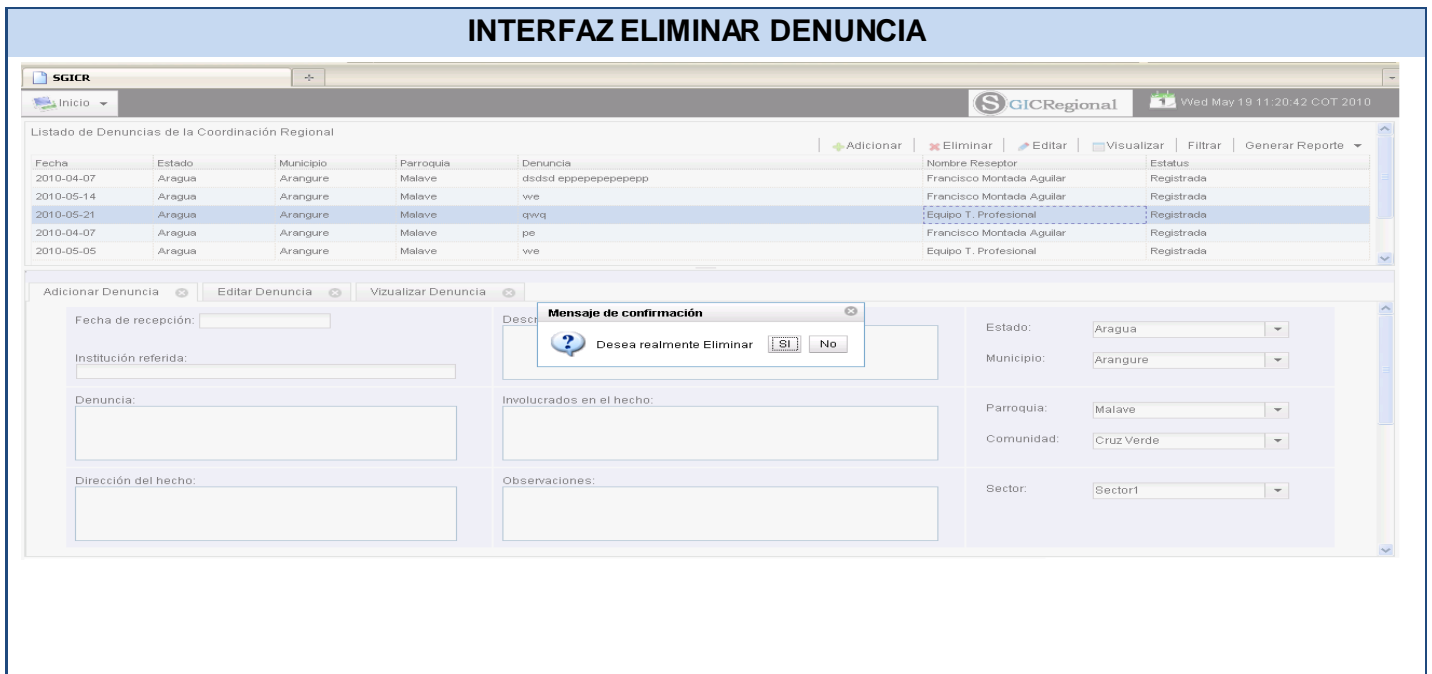 INTERFAZ ELIMINAR DENUNCIA
SGICR
Inicio
SGICRegional
1
Wed May 19 11:20:42 COT 2010
Listado de Denuncias de la Coordinación Regional
Adicionar Eliminar Editar Visualizar Filtrar Generar Reporte
Fecha Estado Municipio Parroquia Denuncia Nombre Reseptor Estatus
2010-04-07 Aragua Arangure Malave dsdsd eppepepepepepp Francisco Montada Aguilar Registrada
2010-05-14 Aragua Arangure Malave we Francisco Montada Aguilar Registrada
2010-05-21 Aragua Arangure Malave qwq Equipo T. Profesional Registrada
2010-04-07 Aragua Arangure Malave pe Francisco Montada Aguilar Registrada
2010-05-05 Aragua Arangure Malave we Equipo T. Profesional Registrada
Adicionar Denuncia Editar Denuncia Vizualizar Denuncia
Mensaje de confirmación
? Desea realmente Eliminar SI No
Fecha de recepción:
Descr
Estado: Aragua
Institución referida:
Municipio: Arangure
Denuncia:
Involucrados en el hecho:
Parroquia: Malave
Comunidad: Cruz Verde
Dirección del hecho:
Observaciones:
Sector: Sector1